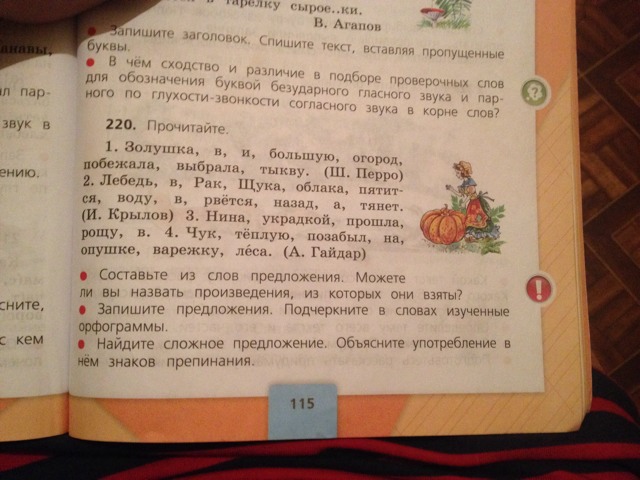 в тарелку сырое..ки.
В. Агапов
Запишите заголовок. Спишите текст, вставляя пропущенные
буквы.
В чём сходство и различие в подборе проверочных слов
для обозначения буквой безударного гласного звука и пар-
ного по глухости-звонкости согласного звука в корне слов?
220. Прочитайте.
1. Золушка, в, и, большую, огород,
побежала, выбрала, тыкву. (Ш. Перро)
2. Лебедь, в, Рак, Щука, облака, пятит-
ся, воду, в, рвётся, назад, а, тянет.
(И. Крылов) 3. Нина, украдкой, прошла,
рощу, в. 4. Чук, тёплую, позабыл, на,
опушке, варежку, ле́са. (А. Гайдар)
Составьте из слов предложения. Можете
ли вы назвать произведения, из которых они взяты?
Запишите предложения. Подчеркните в словах изученные
орфограммы.
Найдите сложное предложение. Объясните употребление в
нём знаков препинания.
115
пар-
звук в
с кем